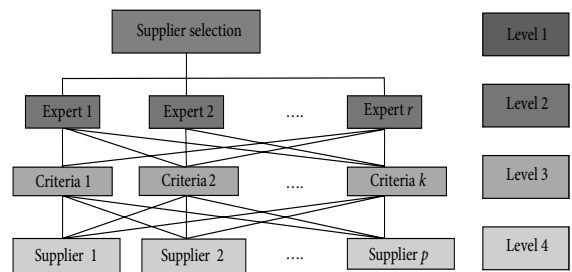 Supplier selection
Level 1
Expert 1
Expert 2
....
Expert r
Level 2
Criteria 1
Criteria 2
....
Criteria k
Level 3
Supplier 1
Supplier 2
....
Supplier p
Level 4